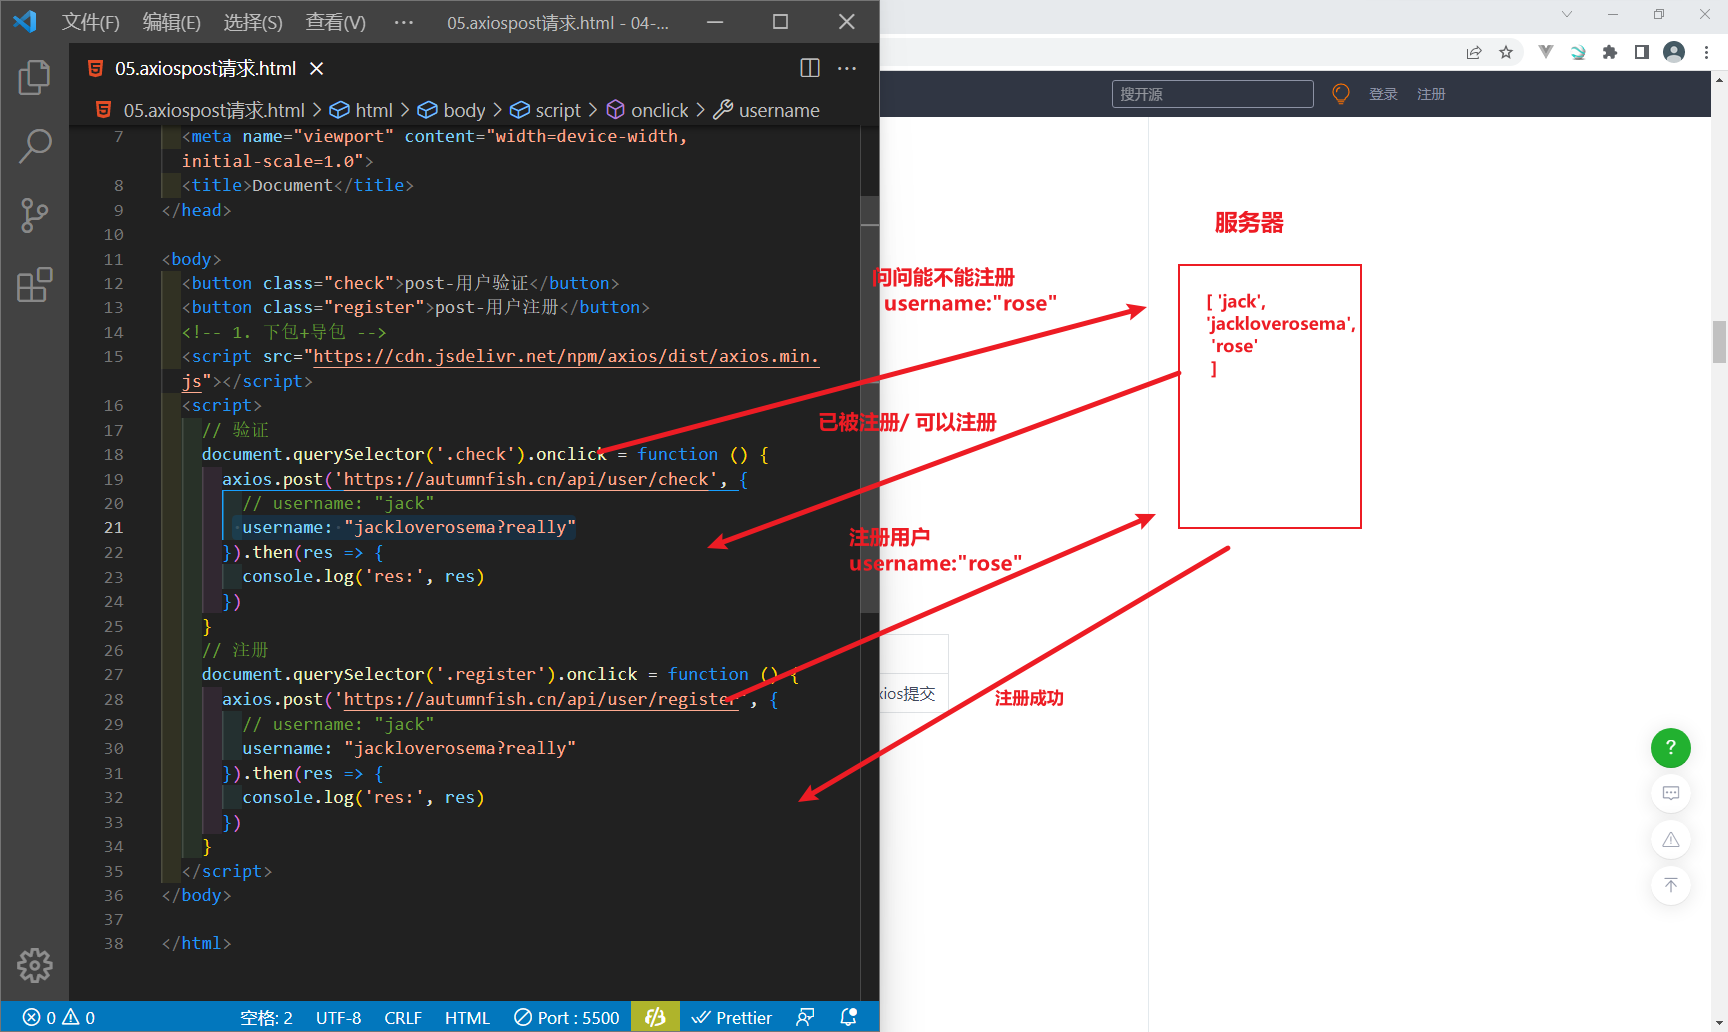 文件(F) 编辑(E) 选择(S) 查看(V) ··· 05.axiospost请求.html - 04-...
05.axiospost请求.html
05.axiospost请求.html > html > body > script > onclick > username
7 <meta name="viewport" content="width=device-width,
initial-scale=1.0">
8 <title>Document</title>
9 </head>
10
11 <body>
12 <button class="check">post-用户验证</button>
13 <button class="register">post-用户注册</button>
14 <!-- 1. 下包+导包 -->
15 <script src="https://cdn.jsdelivr.net/npm/axios/dist/axios.min.
js"></script>
16 <script>
17 // 验证
18 document.querySelector('.check').onclick = function () {
19 axios.post('https://autumnfish.cn/api/user/check', {
20 // username: "jack"
21 username: "jackloverosema?really"
22 }).then(res => {
23 console.log('res:', res)
24 })
25 }
26 // 注册
27 document.querySelector('.register').onclick = function () {
28 axios.post('https://autumnfish.cn/api/user/register', {
29 // username: "jack"
30 username: "jackloverosema?really"
31 }).then(res => {
32 console.log('res:', res)
33 })
34 }
35 </script>
36 </body>
37
38 </html>
0 0 空格: 2 UTF-8 CRLF HTML Port : 5500 Prettier
搜开源 登录 注册
服务器
问问能不能注册
username:"rose"
[ 'jack',
'jackloverosema',
'rose'
]
已被注册/ 可以注册
注册用户
username:"rose"
xios提交
注册成功
?